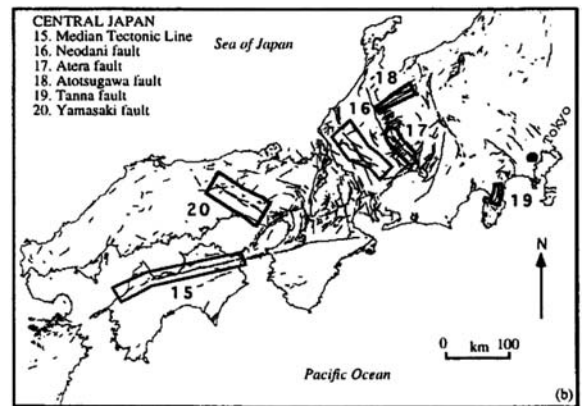 CENTRAL JAPAN
15. Median Tectonic Line
16. Neodani fault
17. Atera fault
18. Atotsugawa fault
19. Tanna fault
20. Yamasaki fault
Sea of Japan
18
16
17
Tokyo
20
19
15
N
0 km 100
Pacific Ocean
(b)